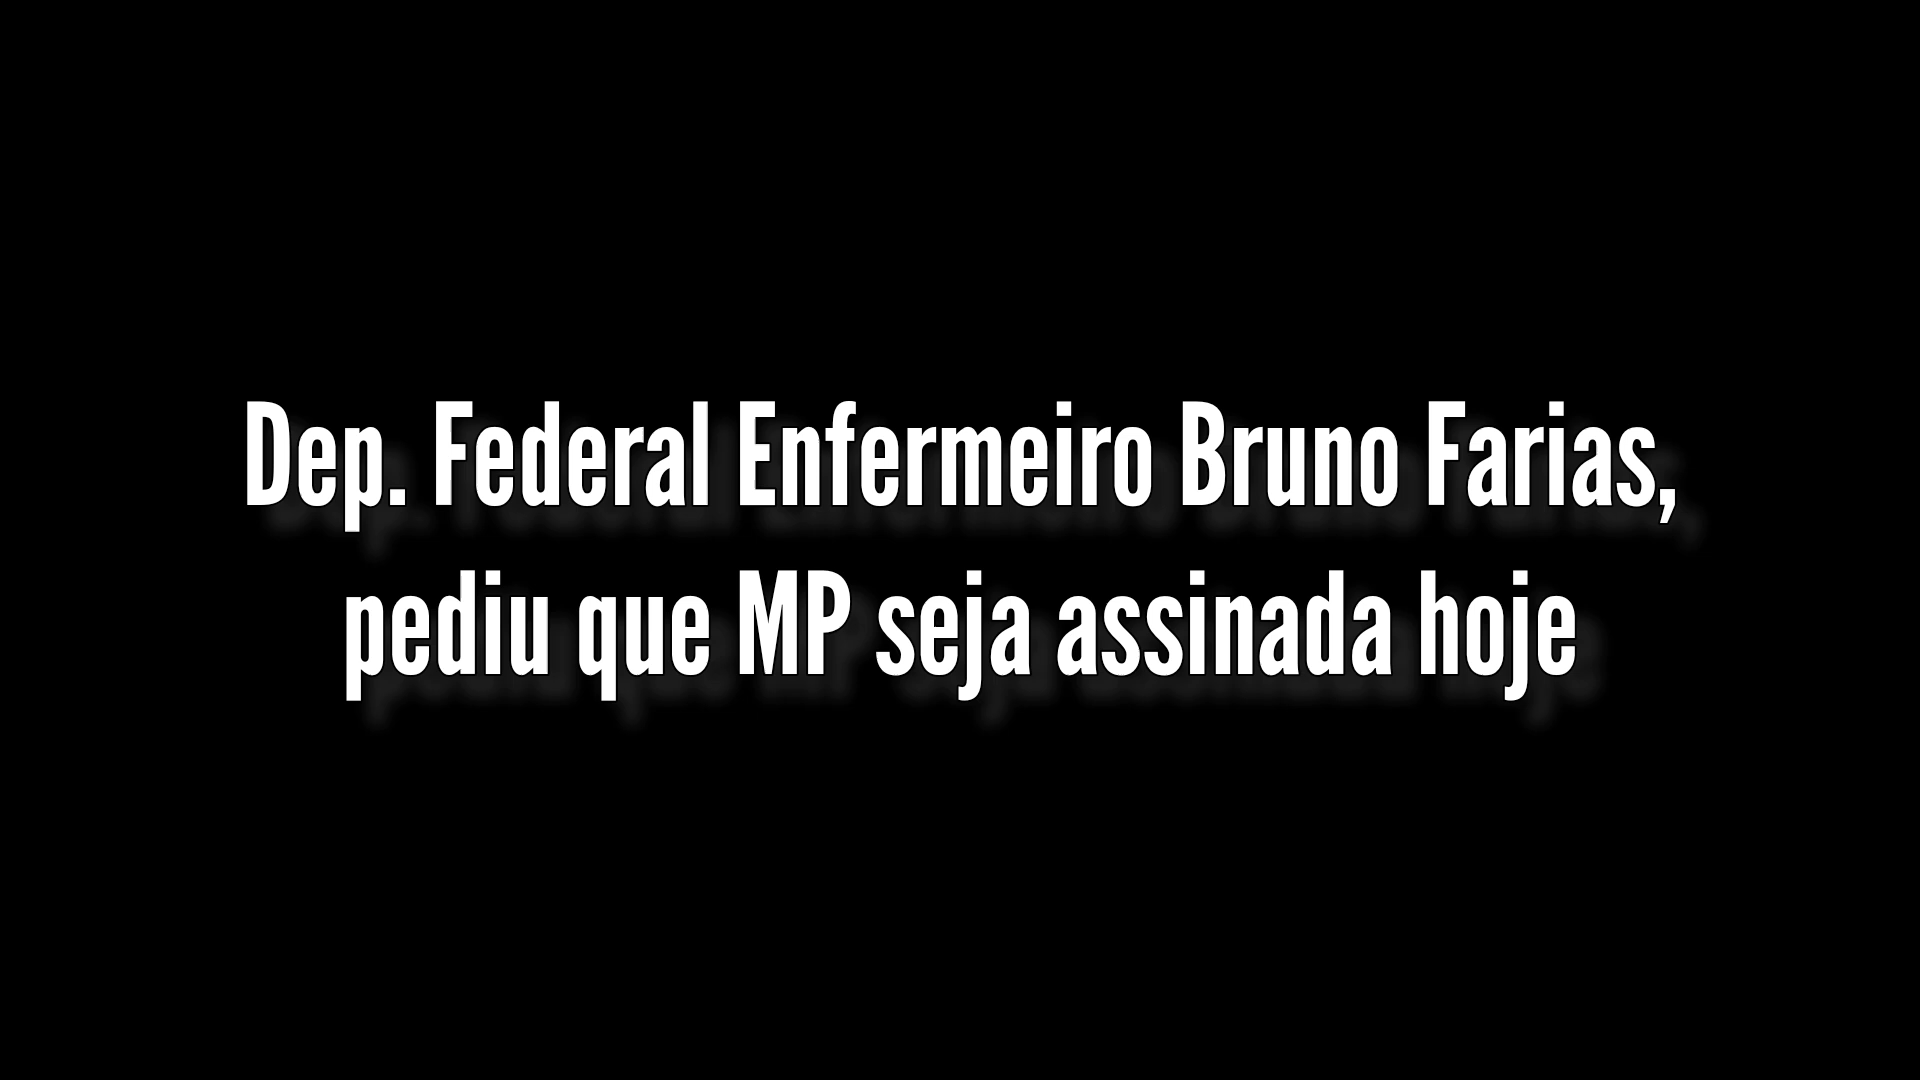 Dep. Federal Enfermeiro Bruno Farias,
pediu que MP seja assinada hoje